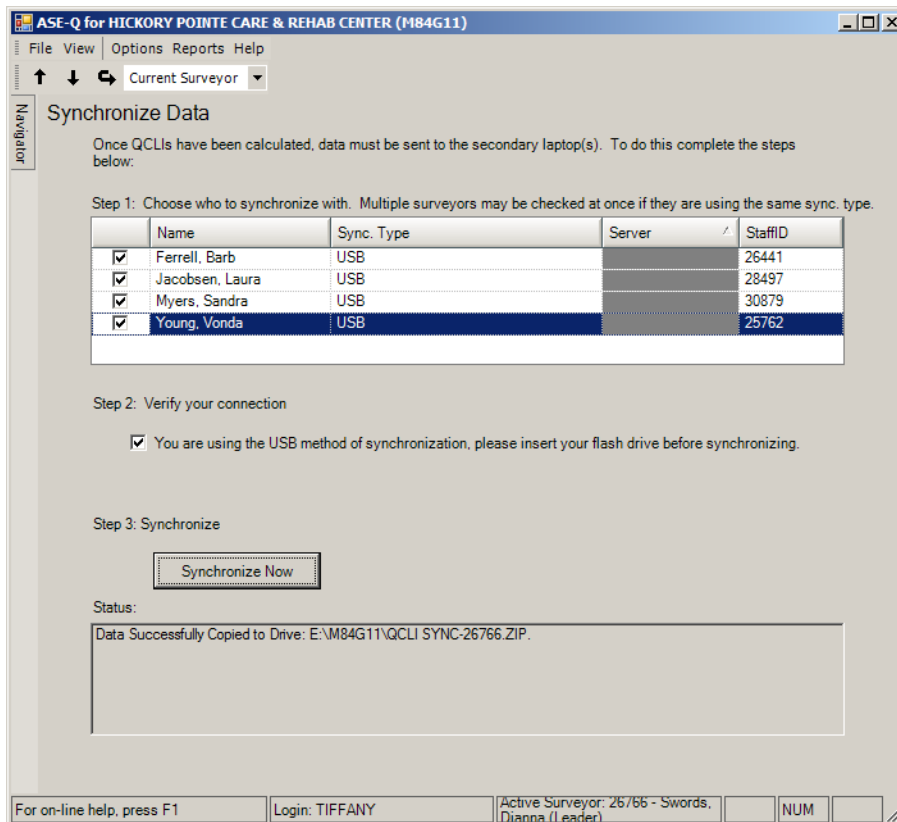 ASE-Q for HICKORY POINTE CARE & REHAB CENTER (M84G11)
File View Options Reports Help
Current Surveyor
Navigator
Synchronize Data
Once QCLIs have been calculated, data must be sent to the secondary laptop(s). To do this complete the steps
below:
Step 1: Choose who to synchronize with. Multiple surveyors may be checked at once if they are using the same sync. type.
Name Sync. Type Server StaffID
Ferrell, Barb USB 26441
Jacobsen, Laura USB 28497
Myers, Sandra USB 30879
Young, Vonda USB 25762
Step 2: Verify your connection
You are using the USB method of synchronization, please insert your flash drive before synchronizing.
Step 3: Synchronize
Synchronize Now
Status:
Data Successfully Copied to Drive: E:\M84G11\QCLI SYNC-26766.ZIP.
For on-line help, press F1 Login: TIFFANY Active Surveyor: 26766 - Swords, NUM
Dianna (Leader)